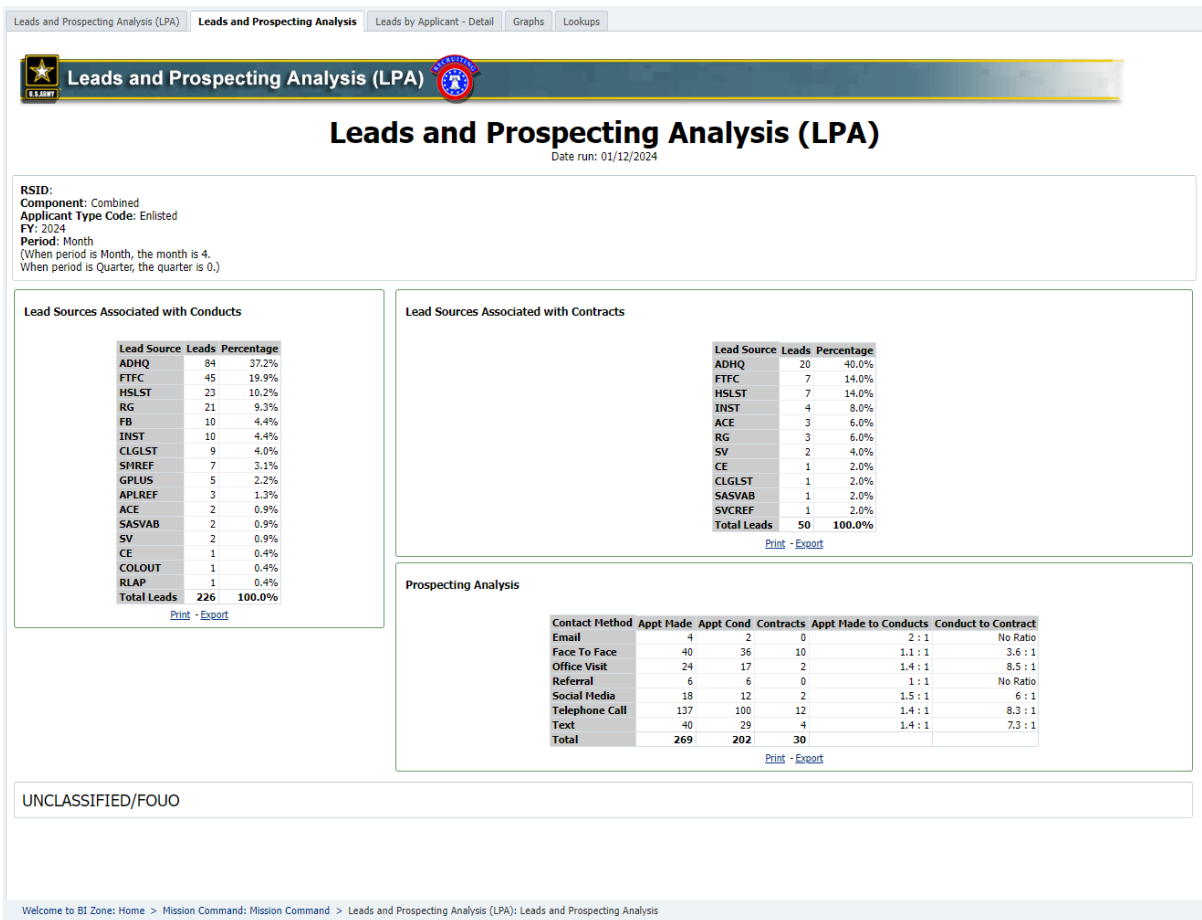 Leads and Prospecting Analysis (LPA) Leads and Prospecting Analysis Leads by Applicant - Detail Graphs Lookups
U.S.ARMY
Leads and Prospecting Analysis (LPA)
RECRUITING
Leads and Prospecting Analysis (LPA)
Date run: 01/12/2024
RSID:
Component: Combined
Applicant Type Code: Enlisted
FY: 2024
Period: Month
(When period is Month, the month is 4.
When period is Quarter, the quarter is 0.)
Lead Sources Associated with Conducts
Lead Source Leads Percentage
ADHQ 84 37.2%
FTFC 45 19.9%
HSLST 23 10.2%
RG 21 9.3%
FB 10 4.4%
INST 10 4.4%
CLGLST 9 4.0%
SMREF 7 3.1%
GPLUS 5 2.2%
APLREF 3 1.3%
ACE 2 0.9%
SASVAB 2 0.9%
SV 2 0.9%
CE 1 0.4%
COLOUT 1 0.4%
RLAP 1 0.4%
Total Leads 226 100.0%
Print - Export
Lead Sources Associated with Contracts
Lead Source Leads Percentage
ADHQ 20 40.0%
FTFC 7 14.0%
HSLST 7 14.0%
INST 4 8.0%
ACE 3 6.0%
RG 3 6.0%
SV 2 4.0%
CE 1 2.0%
CLGLST 1 2.0%
SASVAB 1 2.0%
SVCREF 1 2.0%
Total Leads 50 100.0%
Print - Export
Prospecting Analysis
Contact Method Appt Made Appt Cond Contracts Appt Made to Conducts Conduct to Contract
Email 4 2 0 2 : 1 No Ratio
Face To Face 40 36 10 1.1 : 1 3.6 : 1
Office Visit 24 17 2 1.4 : 1 8.5 : 1
Referral 6 6 0 1 : 1 No Ratio
Social Media 18 12 2 1.5 : 1 6 : 1
Telephone Call 137 100 12 1.4 : 1 8.3 : 1
Text 40 29 4 1.4 : 1 7.3 : 1
Total 269 202 30
Print - Export
UNCLASSIFIED/FOUO
Welcome to BI Zone: Home > Mission Command: Mission Command > Leads and Prospecting Analysis (LPA): Leads and Prospecting Analysis